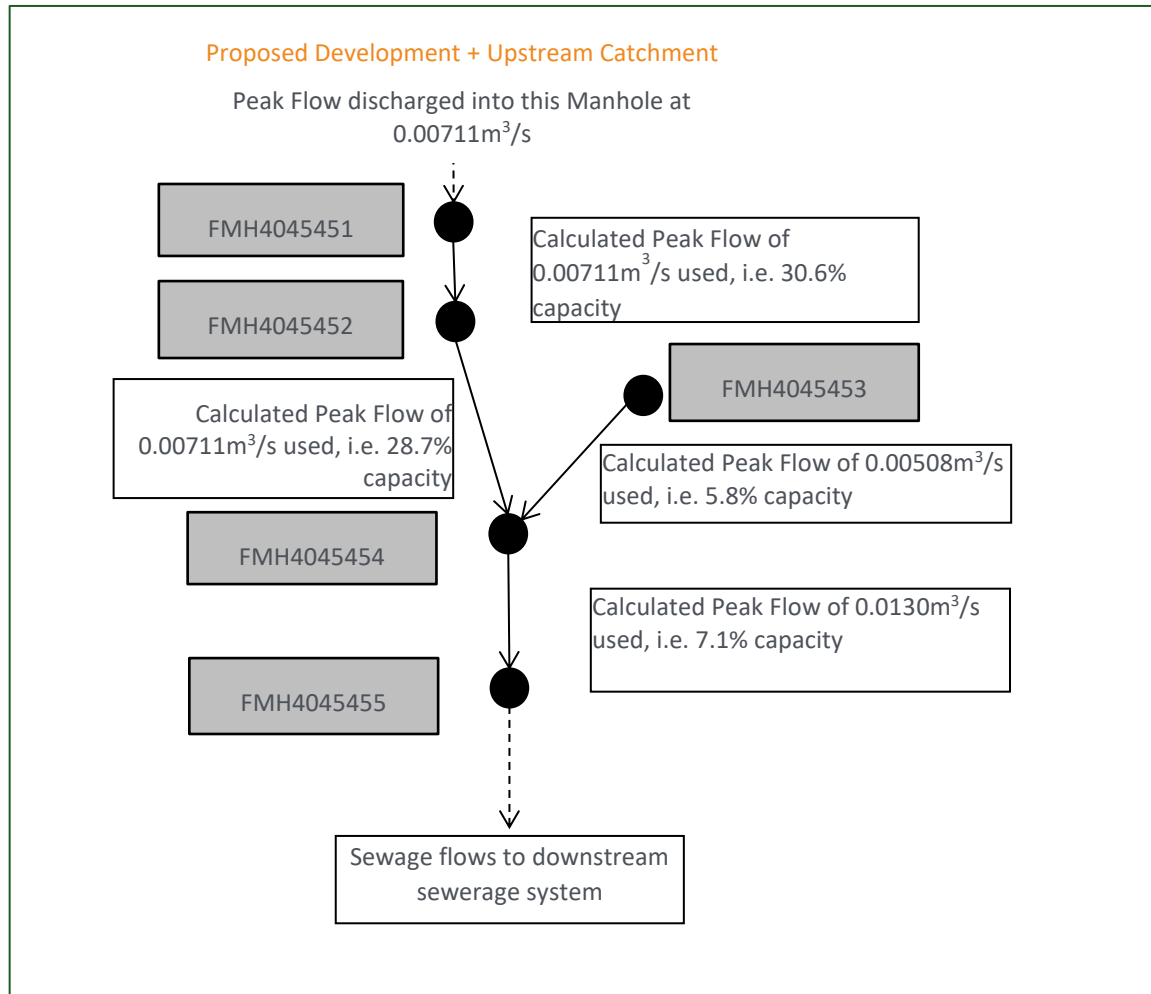 Proposed Development + Upstream Catchment
Peak Flow discharged into this Manhole at
0.00711m³/s
FMH4045451
Calculated Peak Flow of
0.00711m³/s used, i.e. 30.6%
capacity
FMH4045452
FMH4045453
Calculated Peak Flow of
0.00711m³/s used, i.e. 28.7%
capacity
Calculated Peak Flow of 0.00508m³/s
used, i.e. 5.8% capacity
FMH4045454
Calculated Peak Flow of 0.0130m³/s
used, i.e. 7.1% capacity
FMH4045455
Sewage flows to downstream
sewerage system